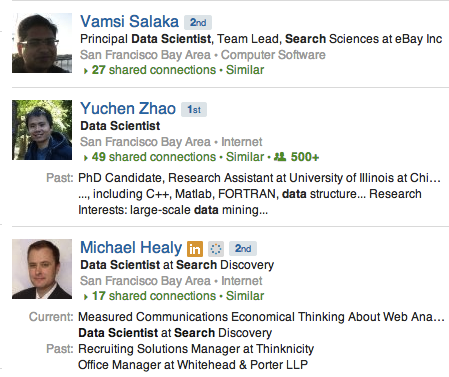 Vamsi Salaka 2nd
Principal Data Scientist, Team Lead, Search Sciences at eBay Inc
San Francisco Bay Area • Computer Software
27 shared connections • Similar
Yuchen Zhao 1st
Data Scientist
San Francisco Bay Area • Internet
49 shared connections • Similar • 500+
Past: PhD Candidate, Research Assistant at University of Illinois at Chi…
..., including C++, Matlab, FORTRAN, data structure... Research
Interests: large-scale data mining...
Michael Healy in 2nd
Data Scientist at Search Discovery
San Francisco Bay Area • Internet
17 shared connections • Similar
Current: Measured Communications Economical Thinking About Web Ana…
Data Scientist at Search Discovery
Past: Recruiting Solutions Manager at Thinknicity
Office Manager at Whitehead & Porter LLP